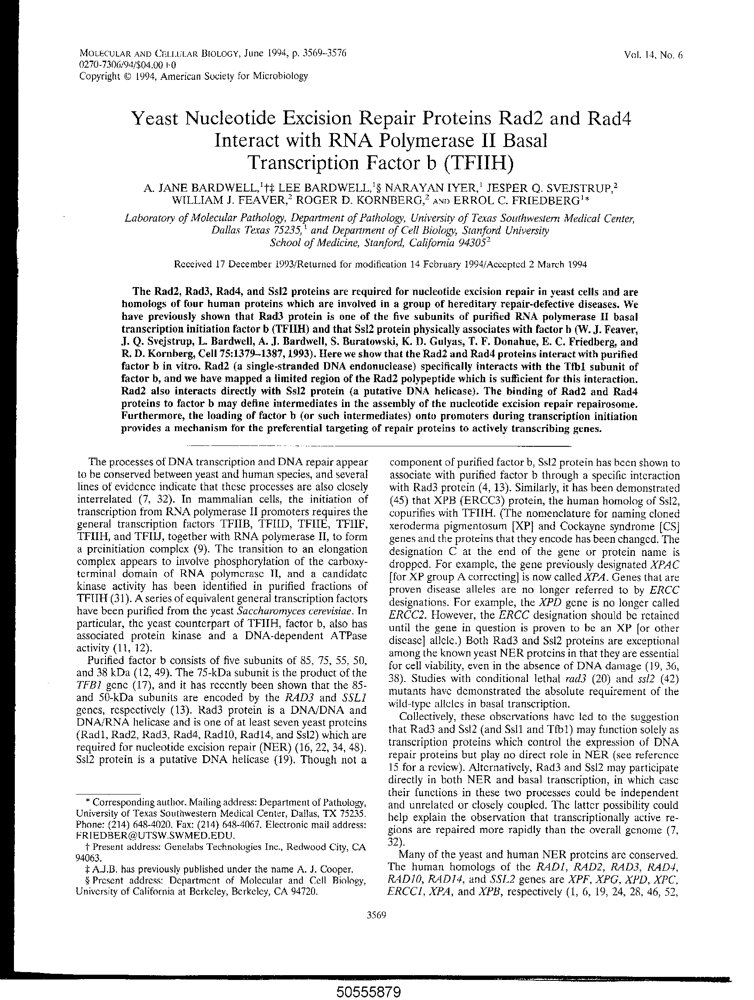 MOLECULAR AND CELLULAR BIOLOGY, June 1994, p. 3569–3576
Vol. 14, No. 6
0270-7306/94/$04.00+0
Copyright © 1994, American Society for Microbiology
Yeast Nucleotide Excision Repair Proteins Rad2 and Rad4
Interact with RNA Polymerase II Basal
Transcription Factor b (TFIIH)
A. JANE BARDWELL,¹†‡ LEE BARDWELL,¹§ NARAYAN IYER,¹ JESPER Q. SVEJSTRUP,²
WILLIAM J. FEAVER,² ROGER D. KORNBERG,² AND ERROL C. FRIEDBERG¹*
Laboratory of Molecular Pathology, Department of Pathology, University of Texas Southwestern Medical Center,
Dallas Texas 75235,¹ and Department of Cell Biology, Stanford University
School of Medicine, Stanford, California 94305²
Received 17 December 1993/Returned for modification 14 February 1994/Accepted 2 March 1994
The Rad2, Rad3, Rad4, and Ssl2 proteins are required for nucleotide excision repair in yeast cells and are
homologs of four human proteins which are involved in a group of hereditary repair-defective diseases. We
have previously shown that Rad3 protein is one of the five subunits of purified RNA polymerase II basal
transcription initiation factor b (TFIIH) and that Ssl2 protein physically associates with factor b (W. J. Feaver,
J. Q. Svejstrup, L. Bardwell, A. J. Bardwell, S. Buratowski, K. D. Gulyas, T. F. Donahue, E. C. Friedberg, and
R. D. Kornberg, Cell 75:1379–1387, 1993). Here we show that the Rad2 and Rad4 proteins interact with purified
factor b in vitro. Rad2 (a single-stranded DNA endonuclease) specifically interacts with the Tfb1 subunit of
factor b, and we have mapped a limited region of the Rad2 polypeptide which is sufficient for this interaction.
Rad2 also interacts directly with Ssl2 protein (a putative DNA helicase). The binding of Rad2 and Rad4
proteins to factor b may define intermediates in the assembly of the nucleotide excision repair repairosome.
Furthermore, the loading of factor b (or such intermediates) onto promoters during transcription initiation
provides a mechanism for the preferential targeting of repair proteins to actively transcribing genes.
The processes of DNA transcription and DNA repair appear
to be conserved between yeast and human species, and several
lines of evidence indicate that these processes are also closely
interrelated (7, 32). In mammalian cells, the initiation of
transcription from RNA polymerase II promoters requires the
general transcription factors TFIIB, TFIID, TFIIE, TFIIF,
TFIIH, and TFIIJ, together with RNA polymerase II, to form
a preinitiation complex (9). The transition to an elongation
complex appears to involve phosphorylation of the carboxy-
terminal domain of RNA polymerase II, and a candidate
kinase activity has been identified in purified fractions of
TFIIH (31). A series of equivalent general transcription factors
have been purified from the yeast Saccharomyces cerevisiae. In
particular, the yeast counterpart of TFIIH, factor b, also has
associated protein kinase and a DNA-dependent ATPase
activity (11, 12).
Purified factor b consists of five subunits of 85, 75, 55, 50,
and 38 kDa (12, 49). The 75-kDa subunit is the product of the
TFB1 gene (17), and it has recently been shown that the 85-
and 50-kDa subunits are encoded by the RAD3 and SSL1
genes, respectively (13). Rad3 protein is a DNA/DNA and
DNA/RNA helicase and is one of at least seven yeast proteins
(Rad1, Rad2, Rad3, Rad4, Rad10, Rad14, and Ssl2) which are
required for nucleotide excision repair (NER) (16, 22, 34, 48).
Ssl2 protein is a putative DNA helicase (19). Though not a
* Corresponding author. Mailing address: Department of Pathology,
University of Texas Southwestern Medical Center, Dallas, TX 75235.
Phone: (214) 648-4020. Fax: (214) 648-4067. Electronic mail address:
FRIEDBER@UTSW.SWMED.EDU.
† Present address: Genelabs Technologies Inc., Redwood City, CA
94063.
‡ A.J.B. has previously published under the name A. J. Cooper.
§ Present address: Department of Molecular and Cell Biology,
University of California at Berkeley, Berkeley, CA 94720.
component of purified factor b, Ssl2 protein has been shown to
associate with purified factor b through a specific interaction
with Rad3 protein (4, 13). Similarly, it has been demonstrated
(45) that XPB (ERCC3) protein, the human homolog of Ssl2,
copurifies with TFIIH. (The nomenclature for naming cloned
xeroderma pigmentosum [XP] and Cockayne syndrome [CS]
genes and the proteins that they encode has been changed. The
designation C at the end of the gene or protein name is
dropped. For example, the gene previously designated XPAC
[for XP group A correcting] is now called XPA. Genes that are
proven disease alleles are no longer referred to by ERCC
designations. For example, the XPD gene is no longer called
ERCC2. However, the ERCC designation should be retained
until the gene in question is proven to be an XP [or other
disease] allele.) Both Rad3 and Ssl2 proteins are exceptional
among the known yeast NER proteins in that they are essential
for cell viability, even in the absence of DNA damage (19, 36,
38). Studies with conditional lethal rad3 (20) and ssl2 (42)
mutants have demonstrated the absolute requirement of the
wild-type alleles in basal transcription.
Collectively, these observations have led to the suggestion
that Rad3 and Ssl2 (and Ssl1 and Tfb1) may function solely as
transcription proteins which control the expression of DNA
repair proteins but play no direct role in NER (see reference
15 for a review). Alternatively, Rad3 and Ssl2 may participate
directly in both NER and basal transcription, in which case
their functions in these two processes could be independent
and unrelated or closely coupled. The latter possibility could
help explain the observation that transcriptionally active re-
gions are repaired more rapidly than the overall genome (7,
32).
Many of the yeast and human NER proteins are conserved.
The human homologs of the RAD1, RAD2, RAD3, RAD4,
RAD10, RAD14, and SSL2 genes are XPF, XPG, XPD, XPC,
ERCC1, XPA, and XPB, respectively (1, 6, 19, 24, 28, 46, 52,
3569
50555879